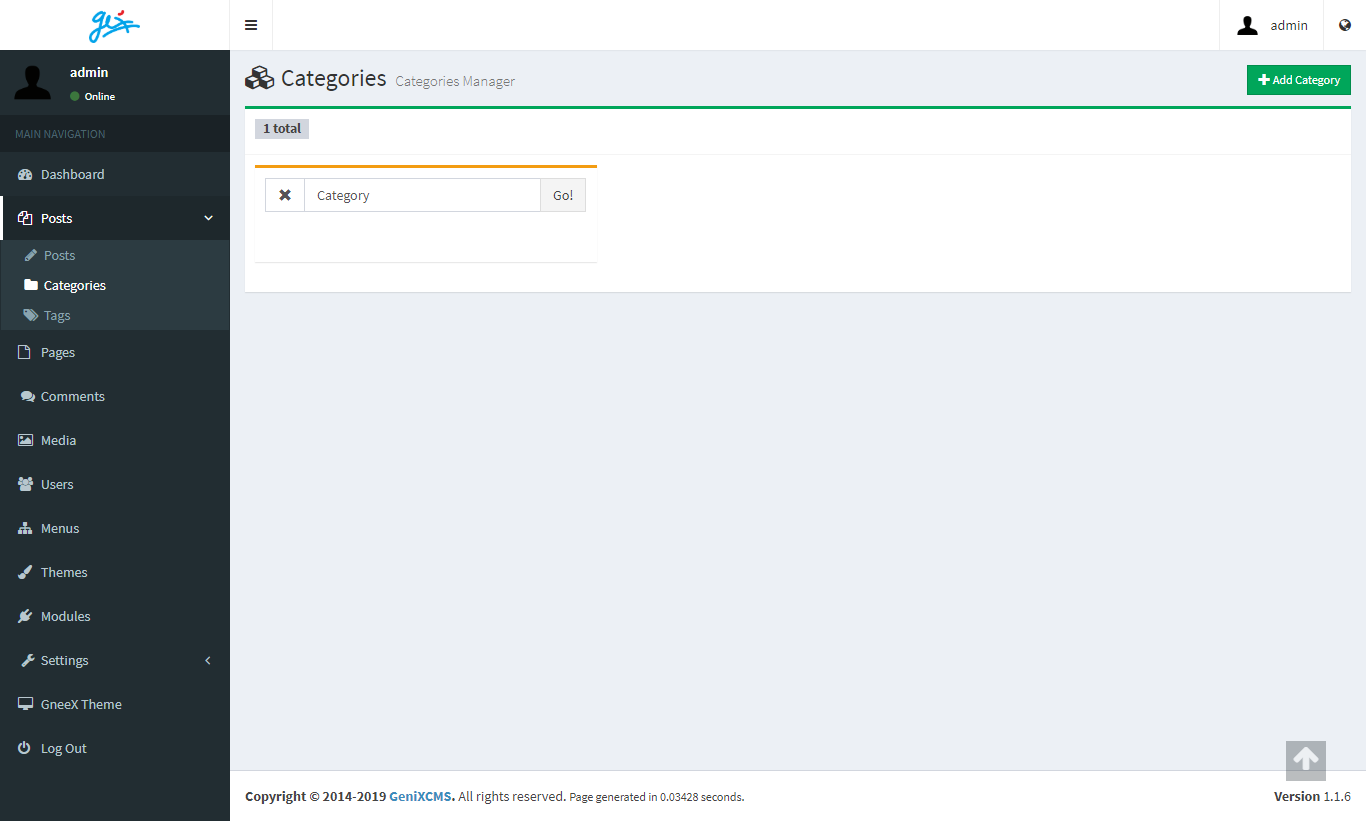 gix
admin
admin
Online
MAIN NAVIGATION
Dashboard
Posts
Posts
Categories
Tags
Pages
Comments
Media
Users
Menus
Themes
Modules
Settings
GneeX Theme
Log Out
Categories Categories Manager
Add Category
1 total
Category Go!
Copyright © 2014-2019 GeniXCMS. All rights reserved. Page generated in 0.03428 seconds.
Version 1.1.6